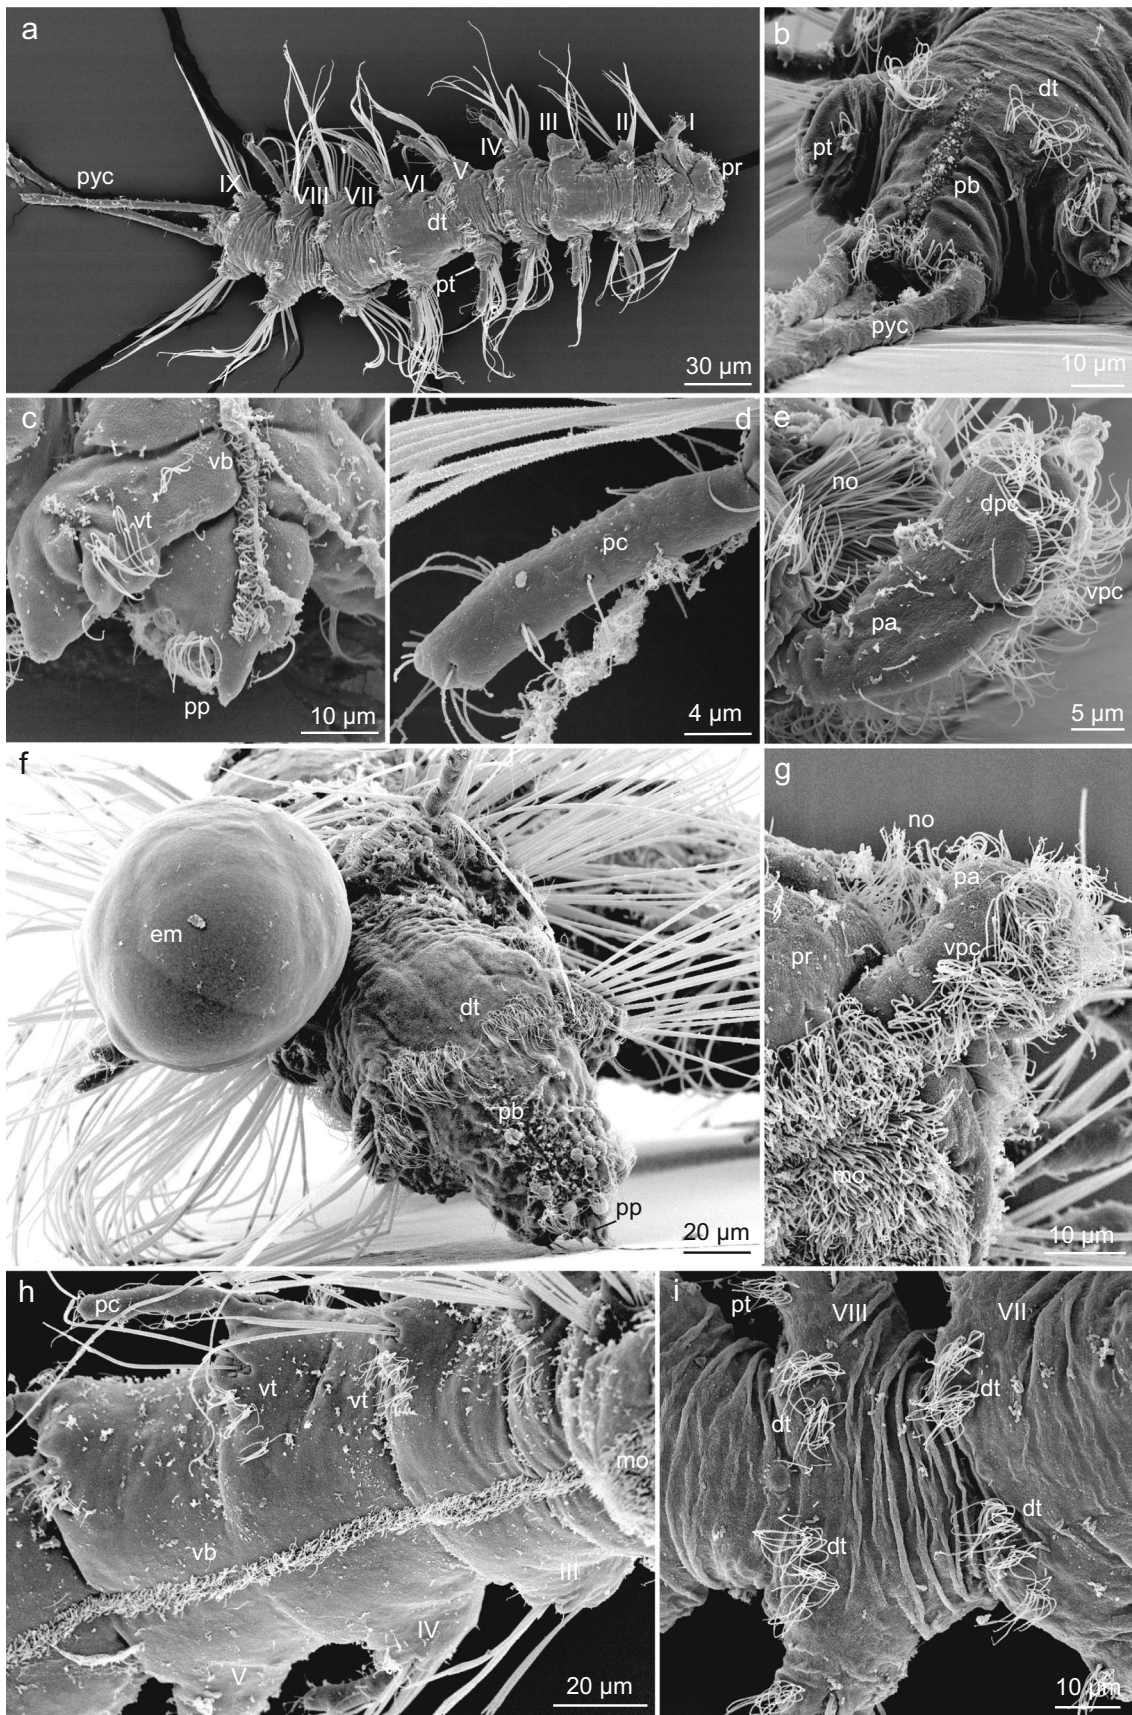 a
pyc
IX
VIII
VII
VI
V
IV
III
II
I
pr
dt
pt
30 µm
b
dt
pt
pb
pyc
10 µm
c
vb
vt
pp
10 µm
d
pc
4 µm
e
no
dpc
vpc
pa
5 µm
f
em
dt
pb
pp
20 µm
g
no
pa
pr
vpc
mo
10 µm
h
pc
vt
vt
mo
vb
III
IV
V
20 µm
i
pt
VIII
VII
dt
dt
dt
dt
10 µm